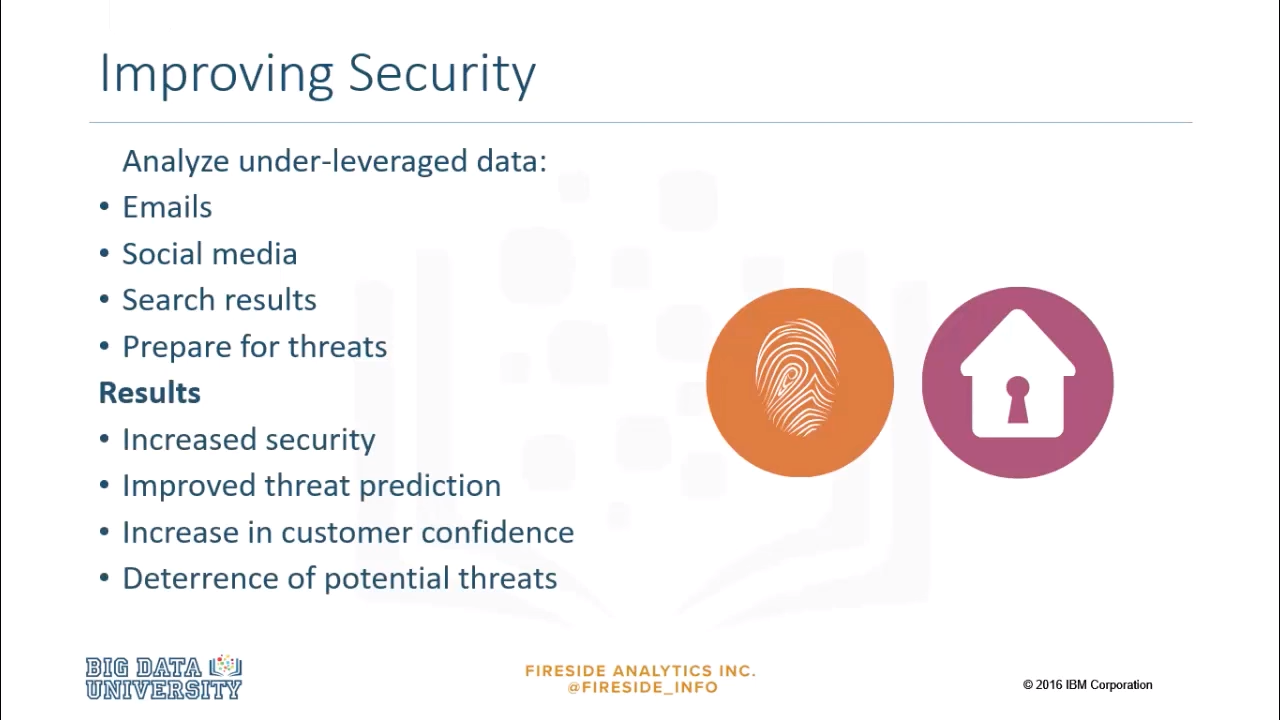 Improving Security
Analyze under-leveraged data:
• Emails
• Social media
• Search results
• Prepare for threats
Results
• Increased security
• Improved threat prediction
• Increase in customer confidence
• Deterrence of potential threats
BIG DATA
UNIVERSITY
FIRESIDE ANALYTICS INC.
@FIRESIDE_INFO
© 2016 IBM Corporation